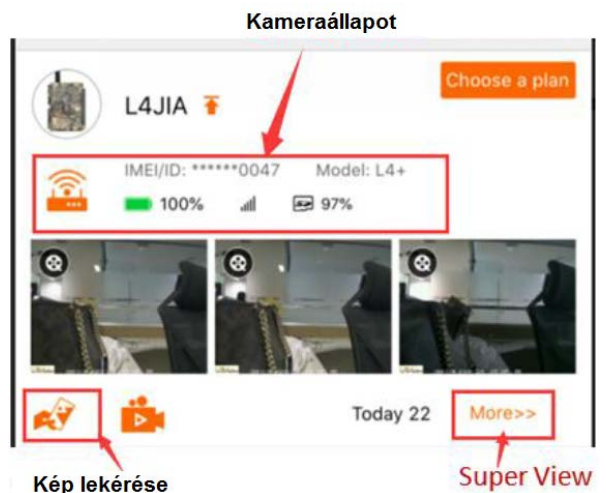 Kameraállapot
Choose a plan
L4JIA
IMEI/ID: ******0047 Model: L4+
100% 97%
Today 22 More>>
Kép lekérése
Super View